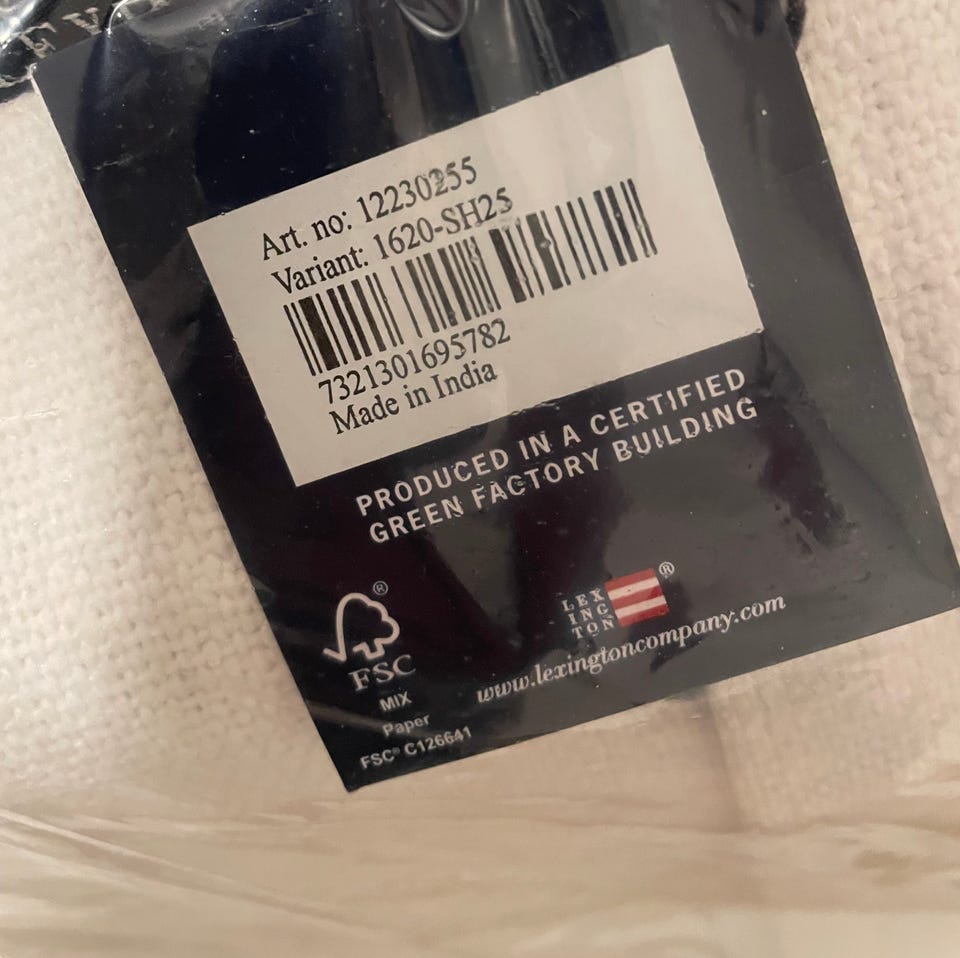 Art. no: 12230255
Variant: 1620-SH25
7321301695782
Made in India
PRODUCED IN A CERTIFIED
GREEN FACTORY BUILDING
®
FSC
MIX
Paper
FSC® C126641
LEX
ING
TON
®
www.lexingtoncompany.com